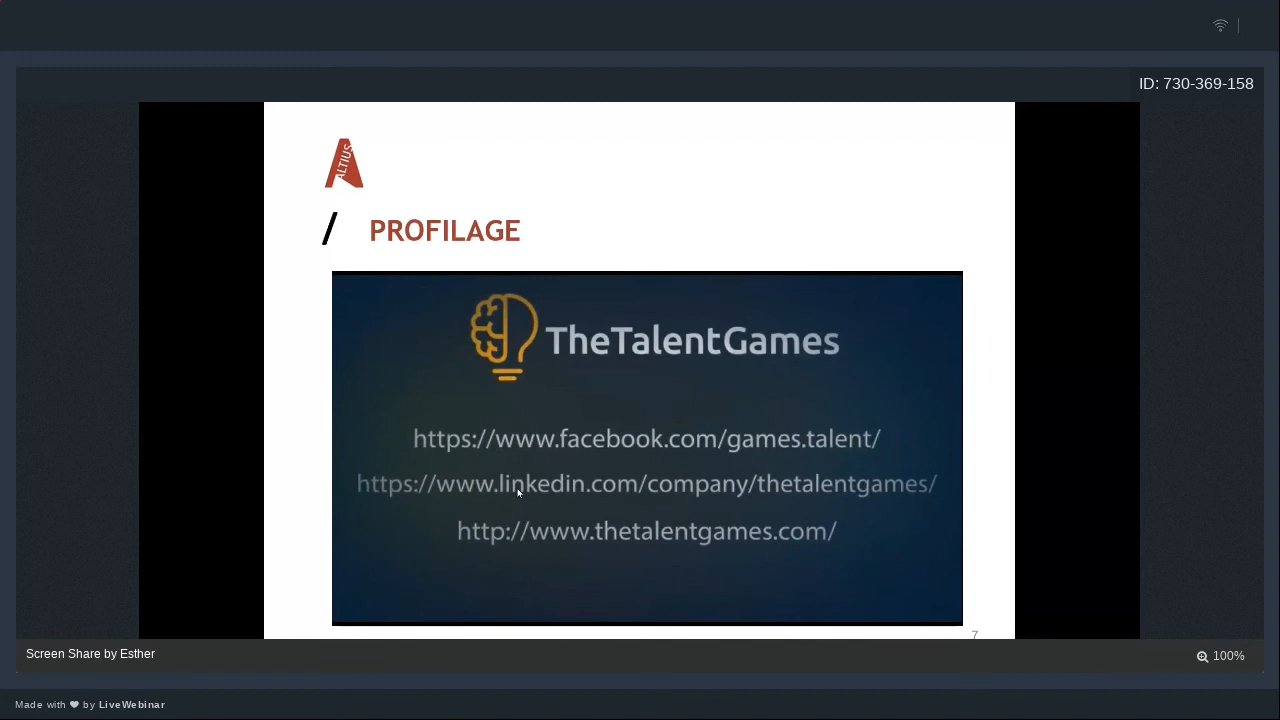 ID: 730-369-158
ALTIUS
/ PROFILAGE
TheTalentGames
https://www.facebook.com/games.talent/
https://www.linkedin.com/company/thetalentgames/
http://www.thetalentgames.com/
7
Screen Share by Esther
100%
Made with ❤ by LiveWebinar